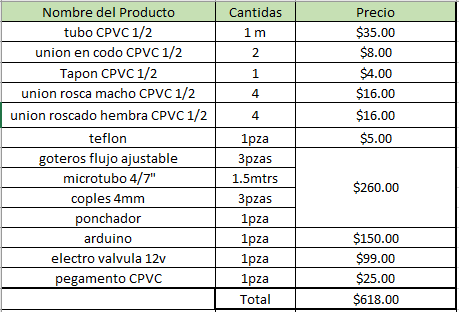 Nombre del Producto Cantidas Precio
tubo CPVC 1/2 1 m $35.00
union en codo CPVC 1/2 2 $8.00
Tapon CPVC 1/2 1 $4.00
union rosca macho CPVC 1/2 4 $16.00
union roscado hembra CPVC 1/2 4 $16.00
teflon 1pza $5.00
goteros flujo ajustable 3pzas
microtubo 4/7" 1.5mtrs
$260.00
coples 4mm 3pzas
ponchador 1pza
arduino 1pza $150.00
electro valvula 12v 1pza $99.00
pegamento CPVC 1pza $25.00
Total $618.00